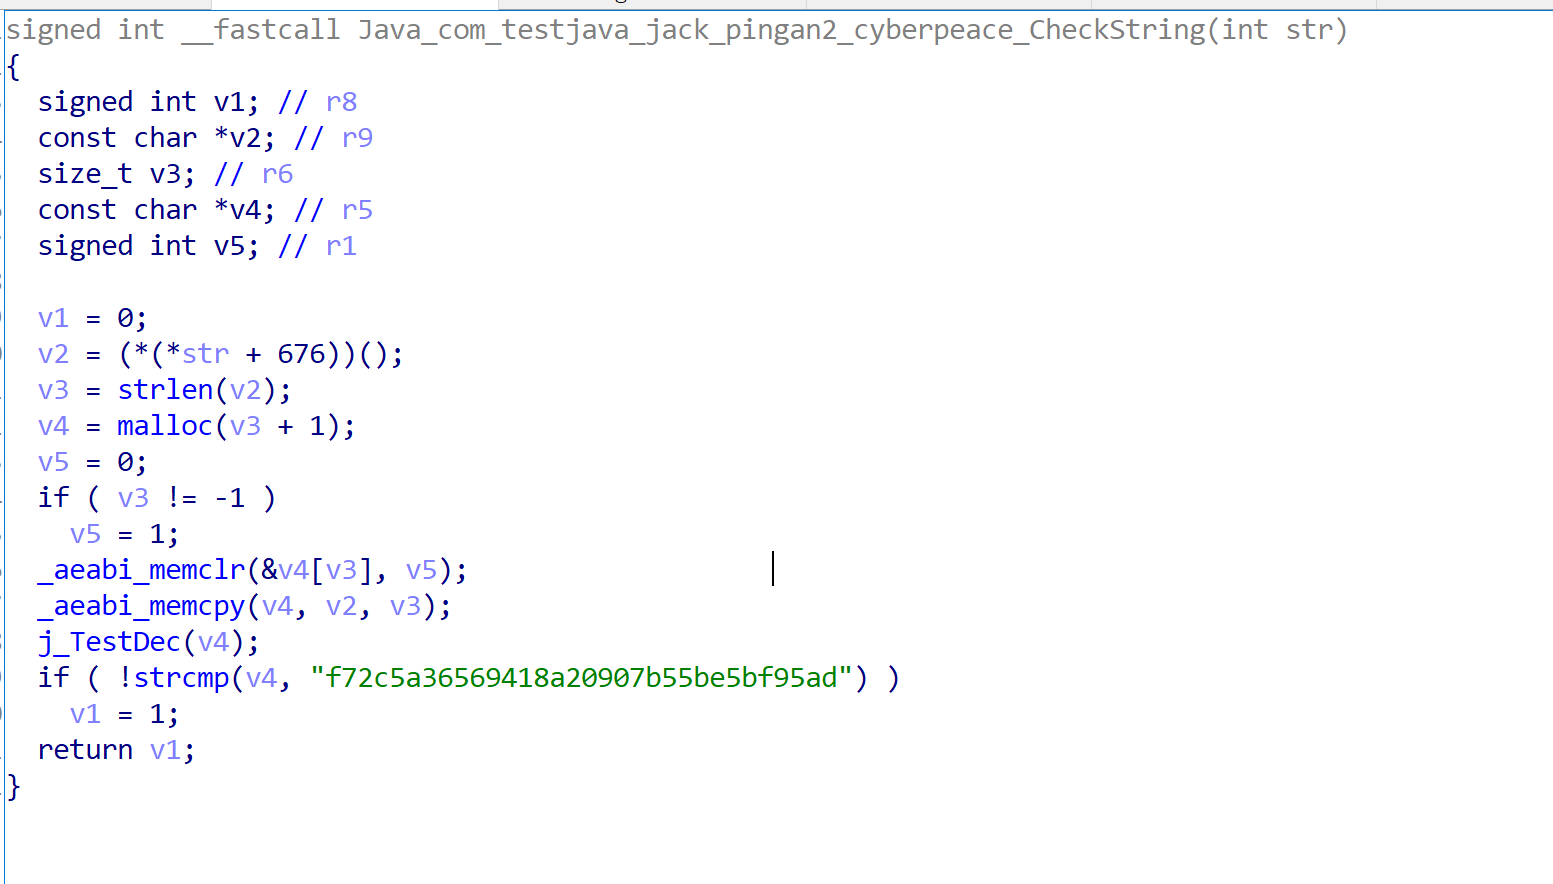 signed int __fastcall Java_com_testjava_jack_pingan2_cyberpeace_CheckString(int str)
{
  signed int v1; // r8
  const char *v2; // r9
  size_t v3; // r6
  const char *v4; // r5
  signed int v5; // r1

  v1 = 0;
  v2 = (*(*str + 676))();
  v3 = strlen(v2);
  v4 = malloc(v3 + 1);
  v5 = 0;
  if ( v3 != -1 )
    v5 = 1;
  _aeabi_memclr(&v4[v3], v5);
  _aeabi_memcpy(v4, v2, v3);
  j_TestDec(v4);
  if ( !strcmp(v4, "f72c5a36569418a20907b55be5bf95ad") )
    v1 = 1;
  return v1;
}